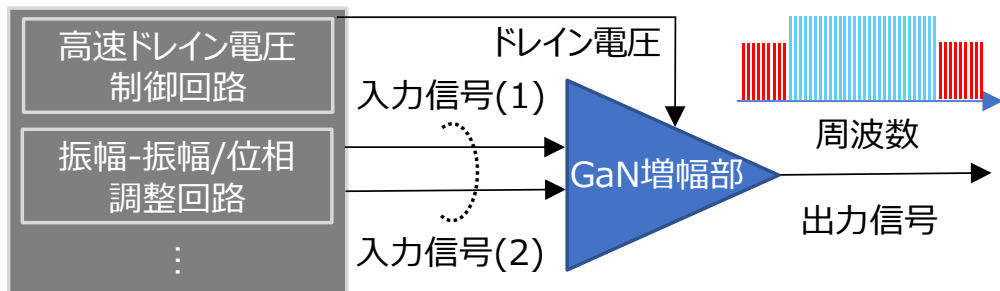 高速ドレイン電圧
制御回路
振幅-振幅/位相
調整回路
⋮
ドレイン電圧
入力信号(1)
入力信号(2)
GaN増幅部
周波数
出力信号